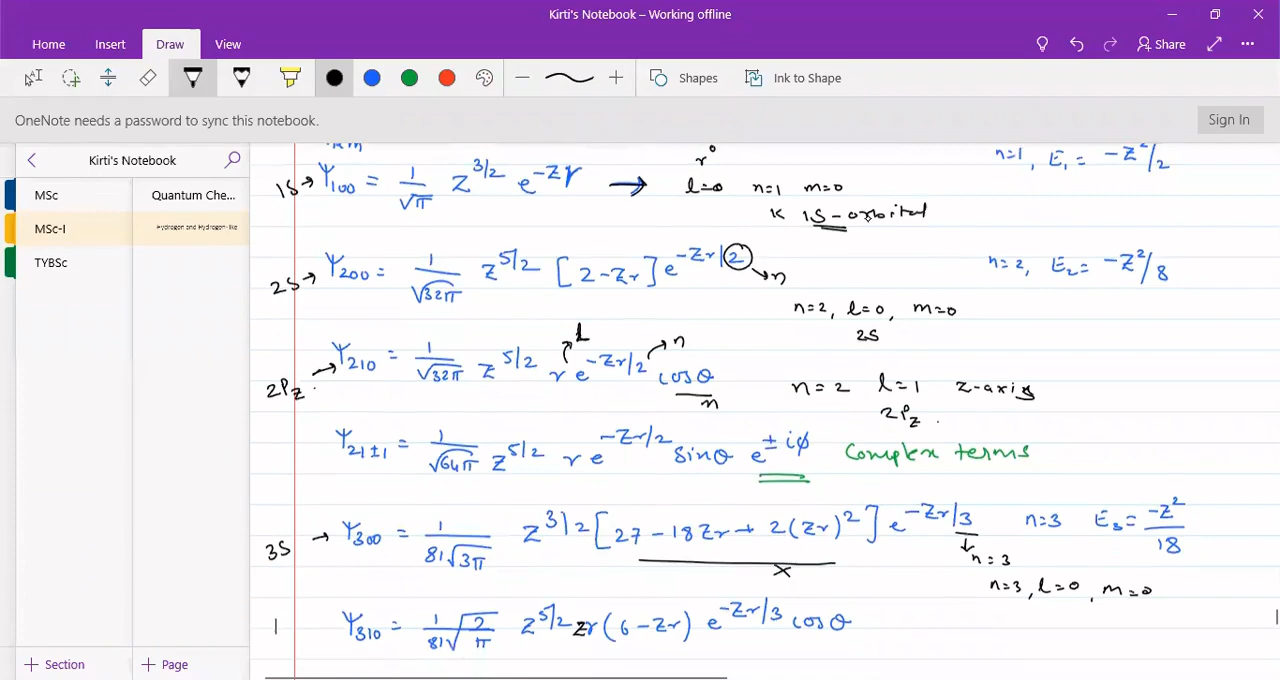 Kirti's Notebook – Working offline
Home Insert Draw View Share
Shapes Ink to Shape
OneNote needs a password to sync this notebook. Sign In
Kirti's Notebook
MSc
MSc-I
TYBSc
Quantum Che...
Hydrogen and Hydrogen-like
Section
Page
r⁰
n=1, E₁ = -Z²/2
1S → Ψ₁₀₀ = 1/√π Z^3/2 e^-Zr → l=0 n=1 m=0
K 1S-orbital
2S → Ψ₂₀₀ = 1/√32π Z^5/2 [2-Zr] e^-Zr/2 → n
n=2, E₂ = -Z²/8
n=2, l=0, m=0
2S
l
2Pz → Ψ₂₁₀ = 1/√32π Z^5/2 r e^-Zr/2 → n cosθ
n
n=2 l=1 z-axis
2Pz
Ψ₂₁±₁ = 1/√64π Z^5/2 r e^-Zr/2 sinθ e^±iφ Complex terms
3S → Ψ₃₀₀ = 1/81√3π Z^3/2 [27-18Zr+2(Zr)²] e^-Zr/3 n=3 E₃ = -Z²/18
x
n=3
n=3, l=0, m=0
Ψ₃₁₀ = 1/81 √2/π Z^5/2 Zr(6-Zr) e^-Zr/3 cosθ